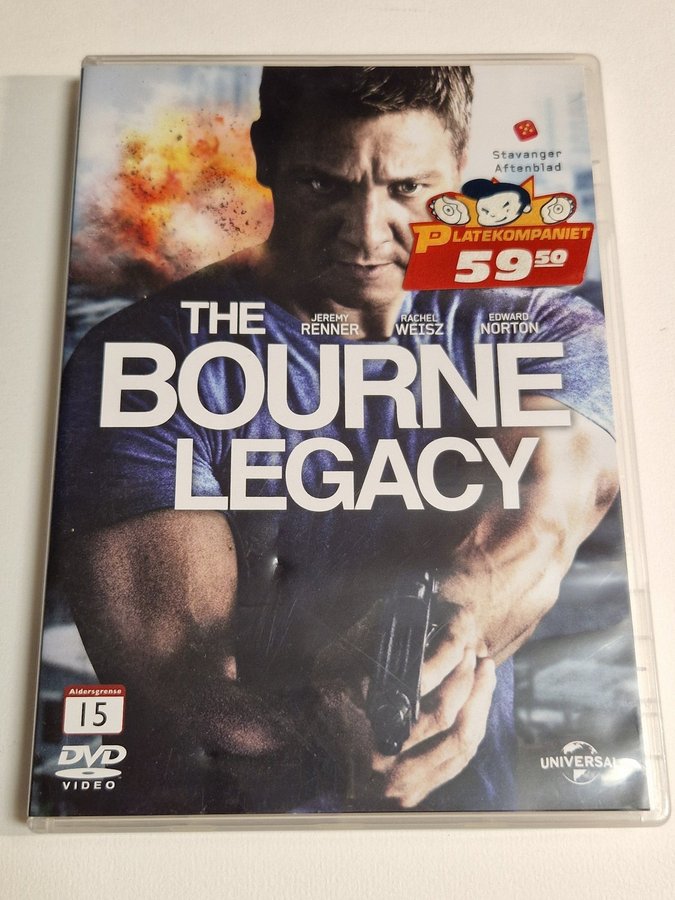 Stavanger
Aftenblad
PLATEKOMPANIET
59 50
THE
JEREMY RENNER
RACHEL WEISZ
EDWARD NORTON
BOURNE
LEGACY
Aldersgrense
15
DVD
VIDEO
UNIVERSAL